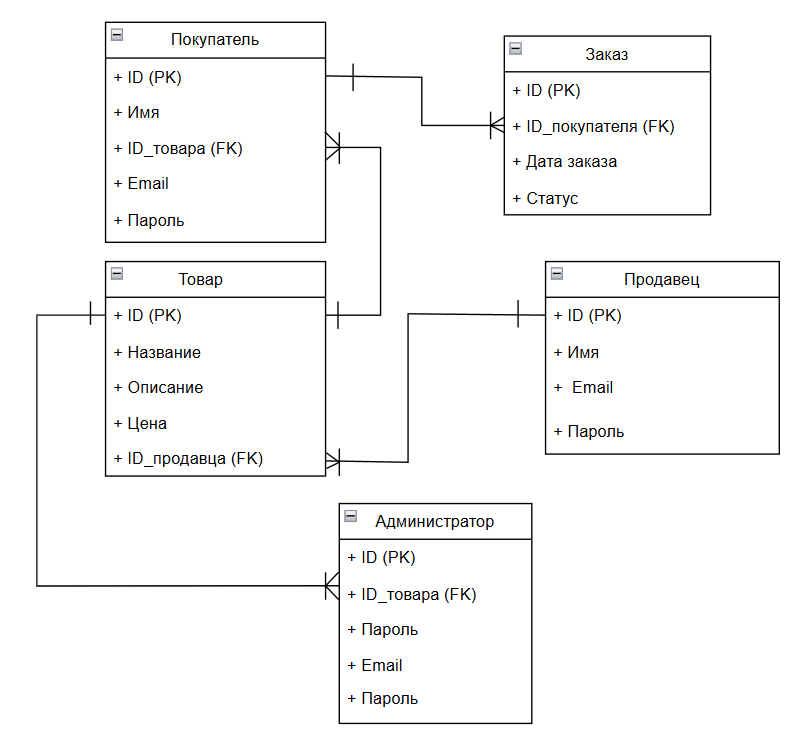 Покупатель
+ ID (PK)
+ Имя
+ ID_товара (FK)
+ Email
+ Пароль
Заказ
+ ID (PK)
+ ID_покупателя (FK)
+ Дата заказа
+ Статус
Товар
+ ID (PK)
+ Название
+ Описание
+ Цена
+ ID_продавца (FK)
Продавец
+ ID (PK)
+ Имя
+ Email
+ Пароль
Администратор
+ ID (PK)
+ ID_товара (FK)
+ Пароль
+ Email
+ Пароль